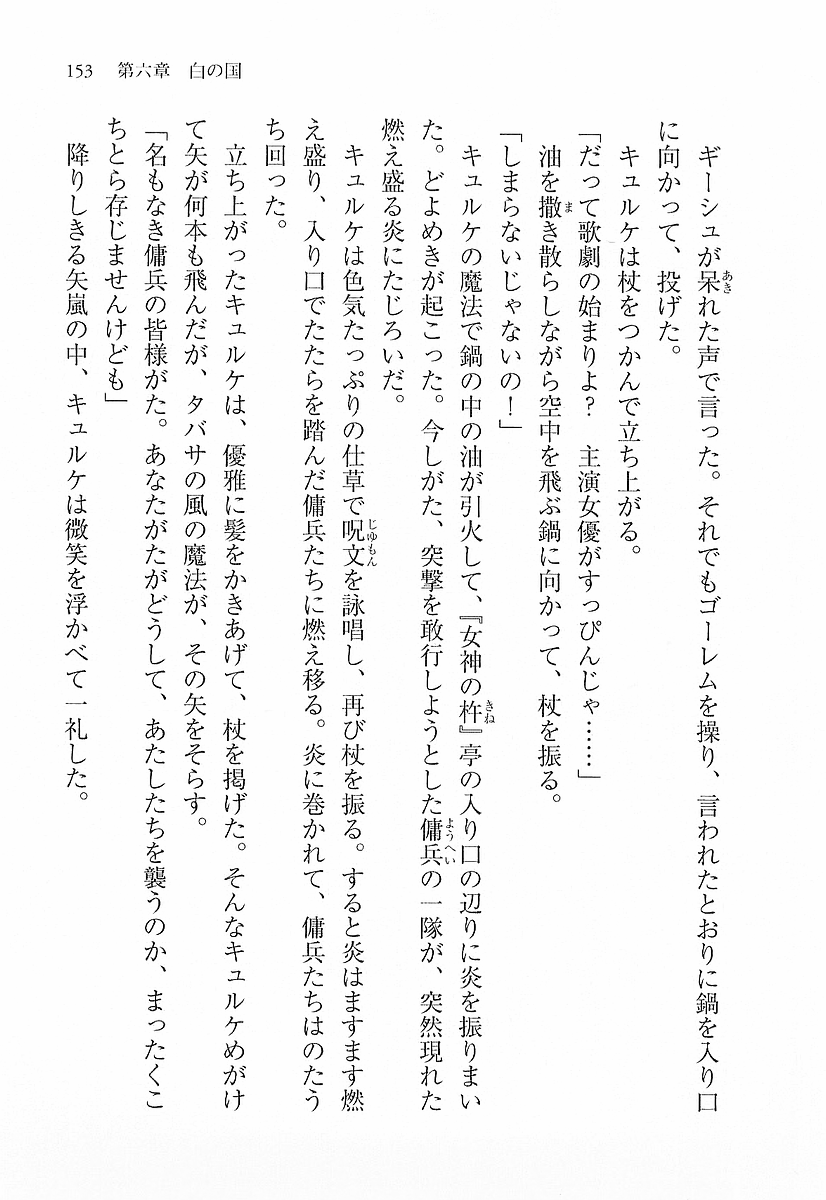 153　第六章　白の国
　ギーシュが呆れた声で言った。それでもゴーレムを操り、言われたとおりに鍋を入り口
に向かって、投げた。
　キュルケは杖をつかんで立ち上がる。
「だって歌劇の始まりよ？　主演女優がすっぴんじゃ……」
　油を撒き散らしながら空中を飛ぶ鍋に向かって、杖を振る。
「しまらないじゃないの！」
　キュルケの魔法で鍋の中の油が引火して、『女神の杵』亭の入り口の辺りに炎を振りまい
た。どよめきが起こった。今しがた、突撃を敢行しようとした傭兵の一隊が、突然現れた
燃え盛る炎にたじろいだ。
　キュルケは色気たっぷりの仕草で呪文を詠唱し、再び杖を振る。すると炎はますます燃
え盛り、入り口でたたらを踏んだ傭兵たちに燃え移る。炎に巻かれて、傭兵たちはのたう
ち回った。
　立ち上がったキュルケは、優雅に髪をかきあげて、杖を掲げた。そんなキュルケめがけ
て矢が何本も飛んだが、タバサの風の魔法が、その矢をそらす。
「名もなき傭兵の皆様がた。あなたがたがどうして、あたしたちを襲うのか、まったくこ
ちとら存じませんけども」
　降りしきる矢嵐の中、キュルケは微笑を浮かべて一礼した。